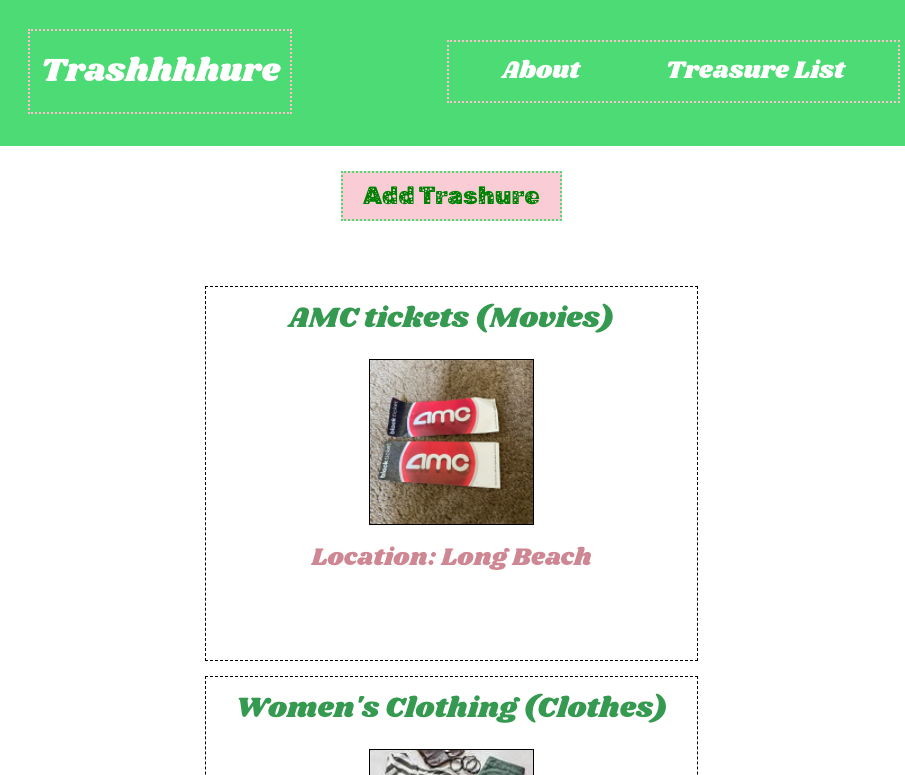 Trashhhhure
About
Treasure List
Add Trashure
AMC tickets (Movies)
amc
amc
Location: Long Beach
Women's Clothing (Clothes)